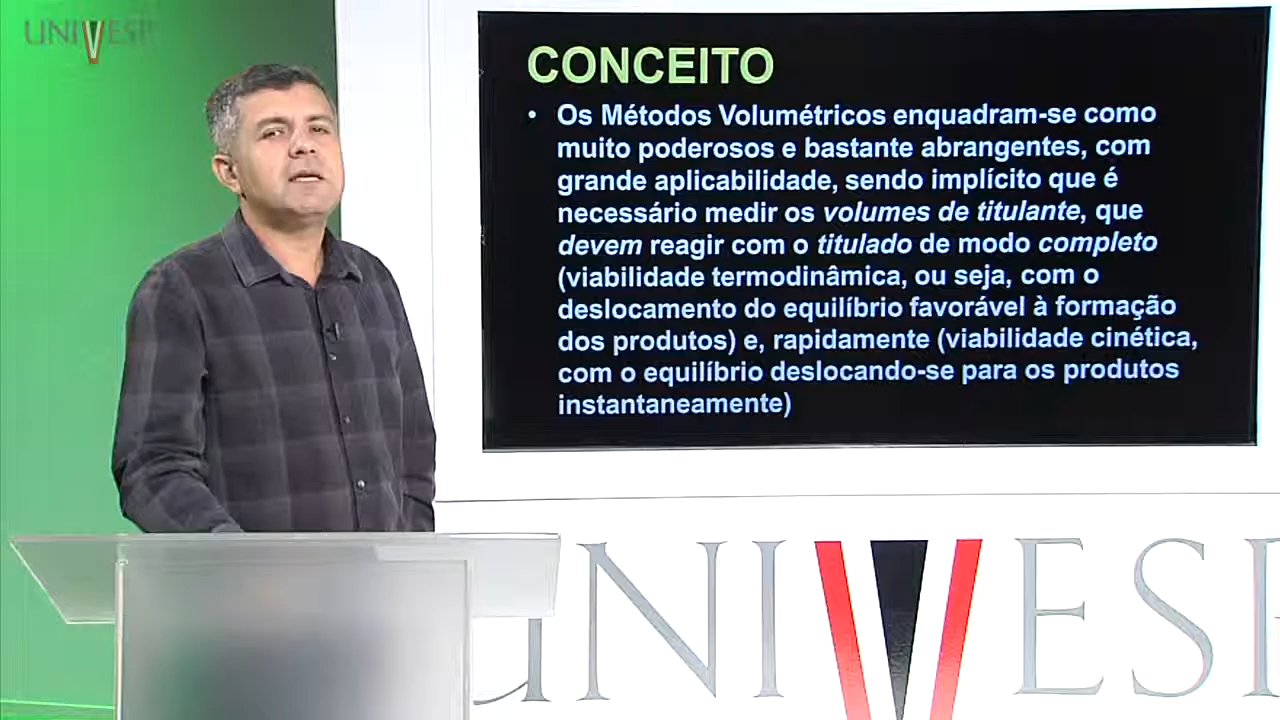 UNIVESP
CONCEITO
• Os Métodos Volumétricos enquadram-se como
muito poderosos e bastante abrangentes, com
grande aplicabilidade, sendo implícito que é
necessário medir os volumes de titulante, que
devem reagir com o titulado de modo completo
(viabilidade termodinâmica, ou seja, com o
deslocamento do equilíbrio favorável à formação
dos produtos) e, rapidamente (viabilidade cinética,
com o equilíbrio deslocando-se para os produtos
instantaneamente)
UNIVESP